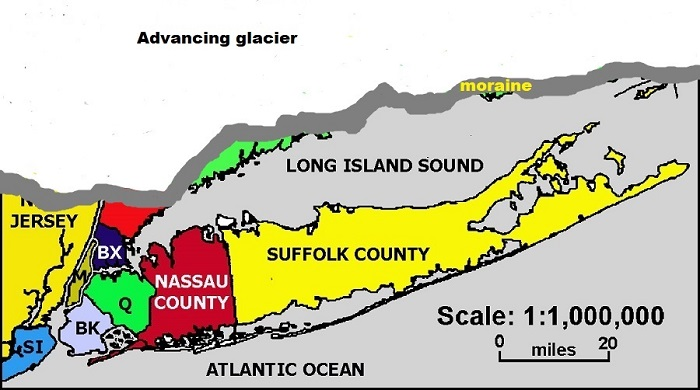 Advancing glacier
moraine
LONG ISLAND SOUND
JERSEY
BX
SUFFOLK COUNTY
M
NASSAU
COUNTY
Q
BK
SI
Scale: 1:1,000,000
0 miles 20
ATLANTIC OCEAN